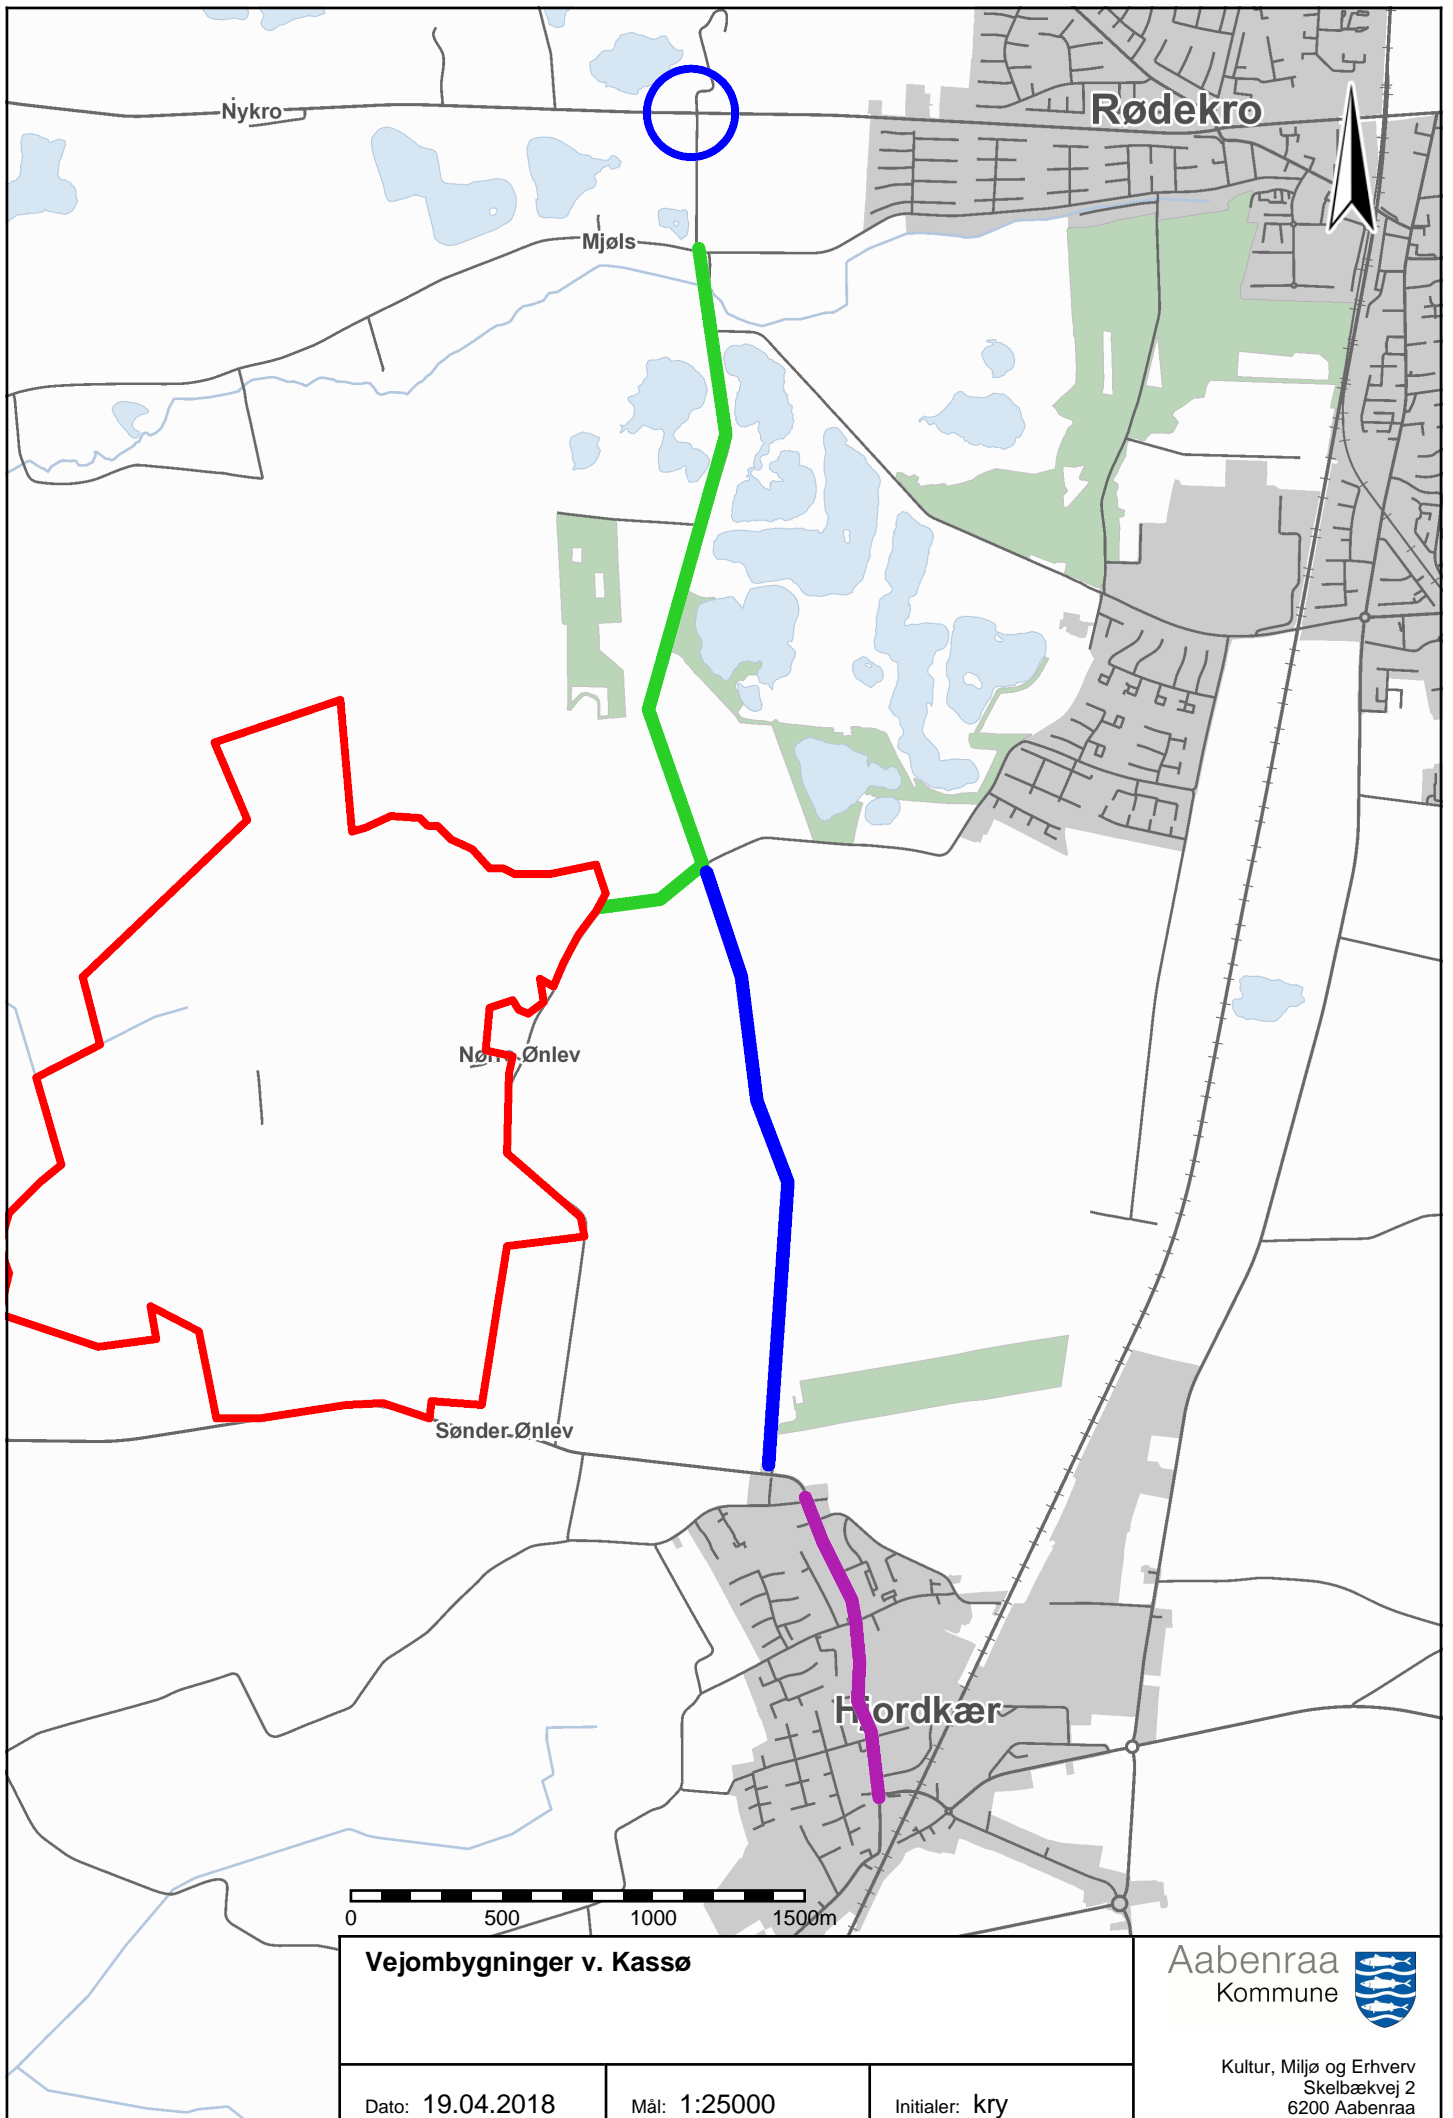 Rødekro
Nykro
Mjøls
Nørre Ønlev
Sønder Ønlev
Hjordkær
0 500 1000 1500m
Vejombygninger v. Kassø
Dato: 19.04.2018
Mål: 1:25000
Initialer: kry
Aabenraa
Kommune
Kultur, Miljø og Erhverv
Skelbækvej 2
6200 Aabenraa